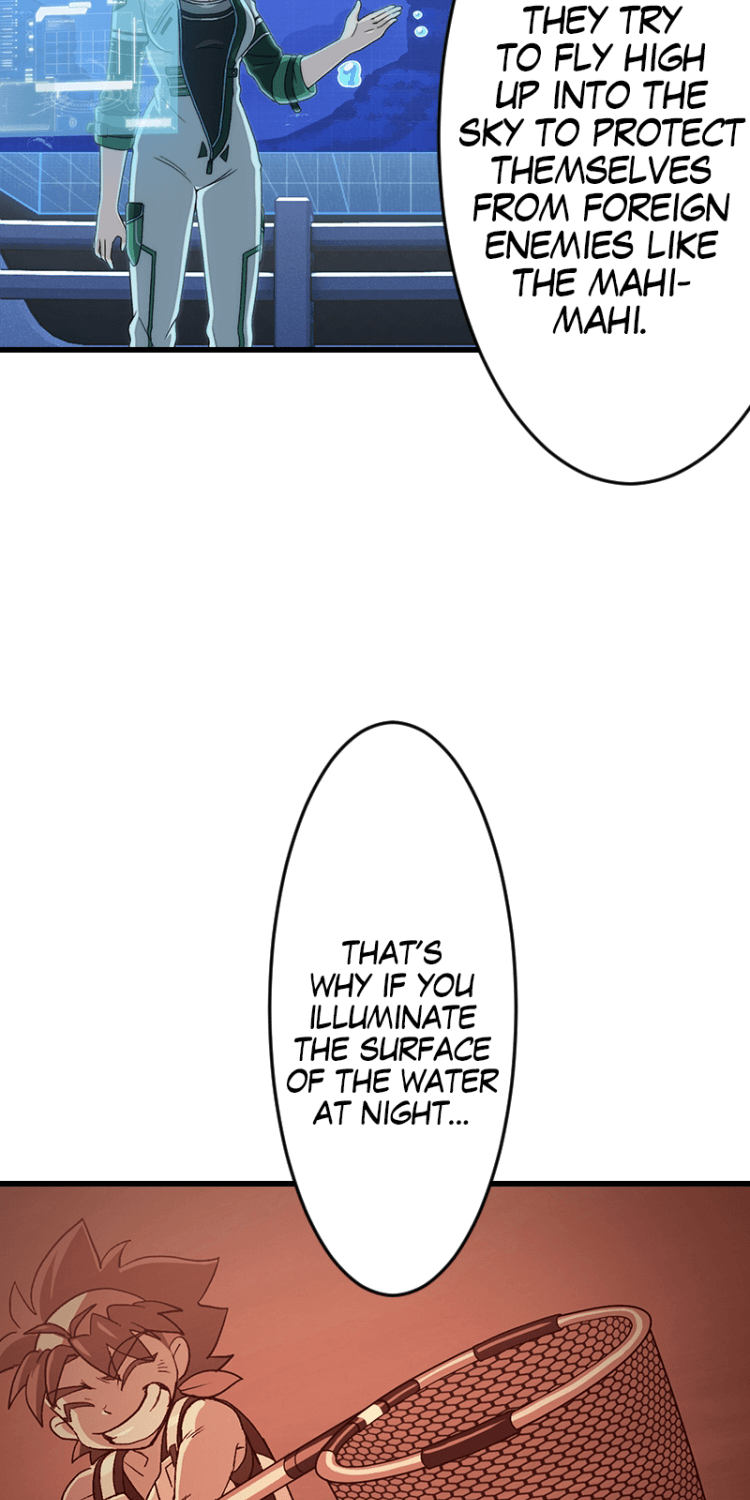 THEY TRY
TO FLY HIGH
UP INTO THE
SKY TO PROTECT
THEMSELVES
FROM FOREIGN
ENEMIES LIKE
THE MAHI-
MAHI.
THAT'S
WHY IF YOU
ILLUMINATE
THE SURFACE
OF THE WATER
AT NIGHT...